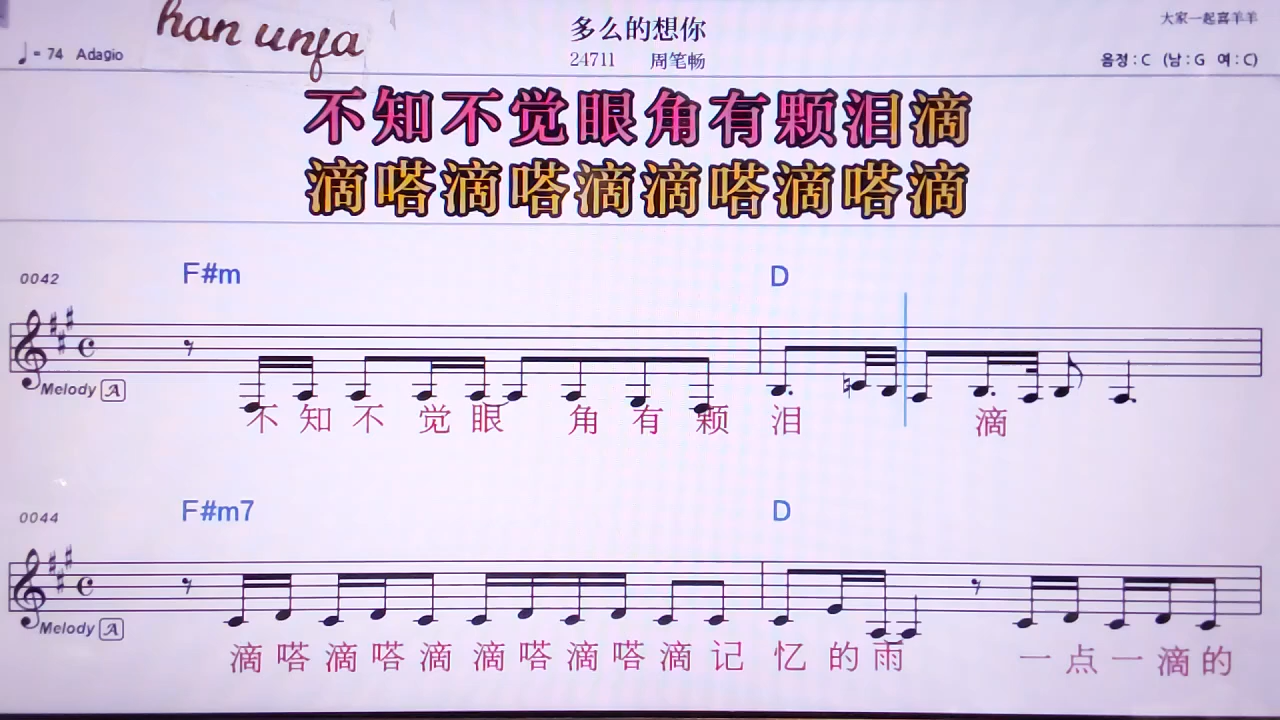 han unja
多么的想你
大家一起喜羊羊
♩= 74 Adagio
24711 周笔畅
음정 : C (남 : G 여 : C)
不知不觉眼角有颗泪滴
滴嗒滴嗒滴滴嗒滴嗒滴
0042
F#m D
Melody A
不知不觉眼角有颗泪滴
0044
F#m7 D
Melody A
滴嗒滴嗒滴滴嗒滴嗒滴记忆的雨一点一滴的